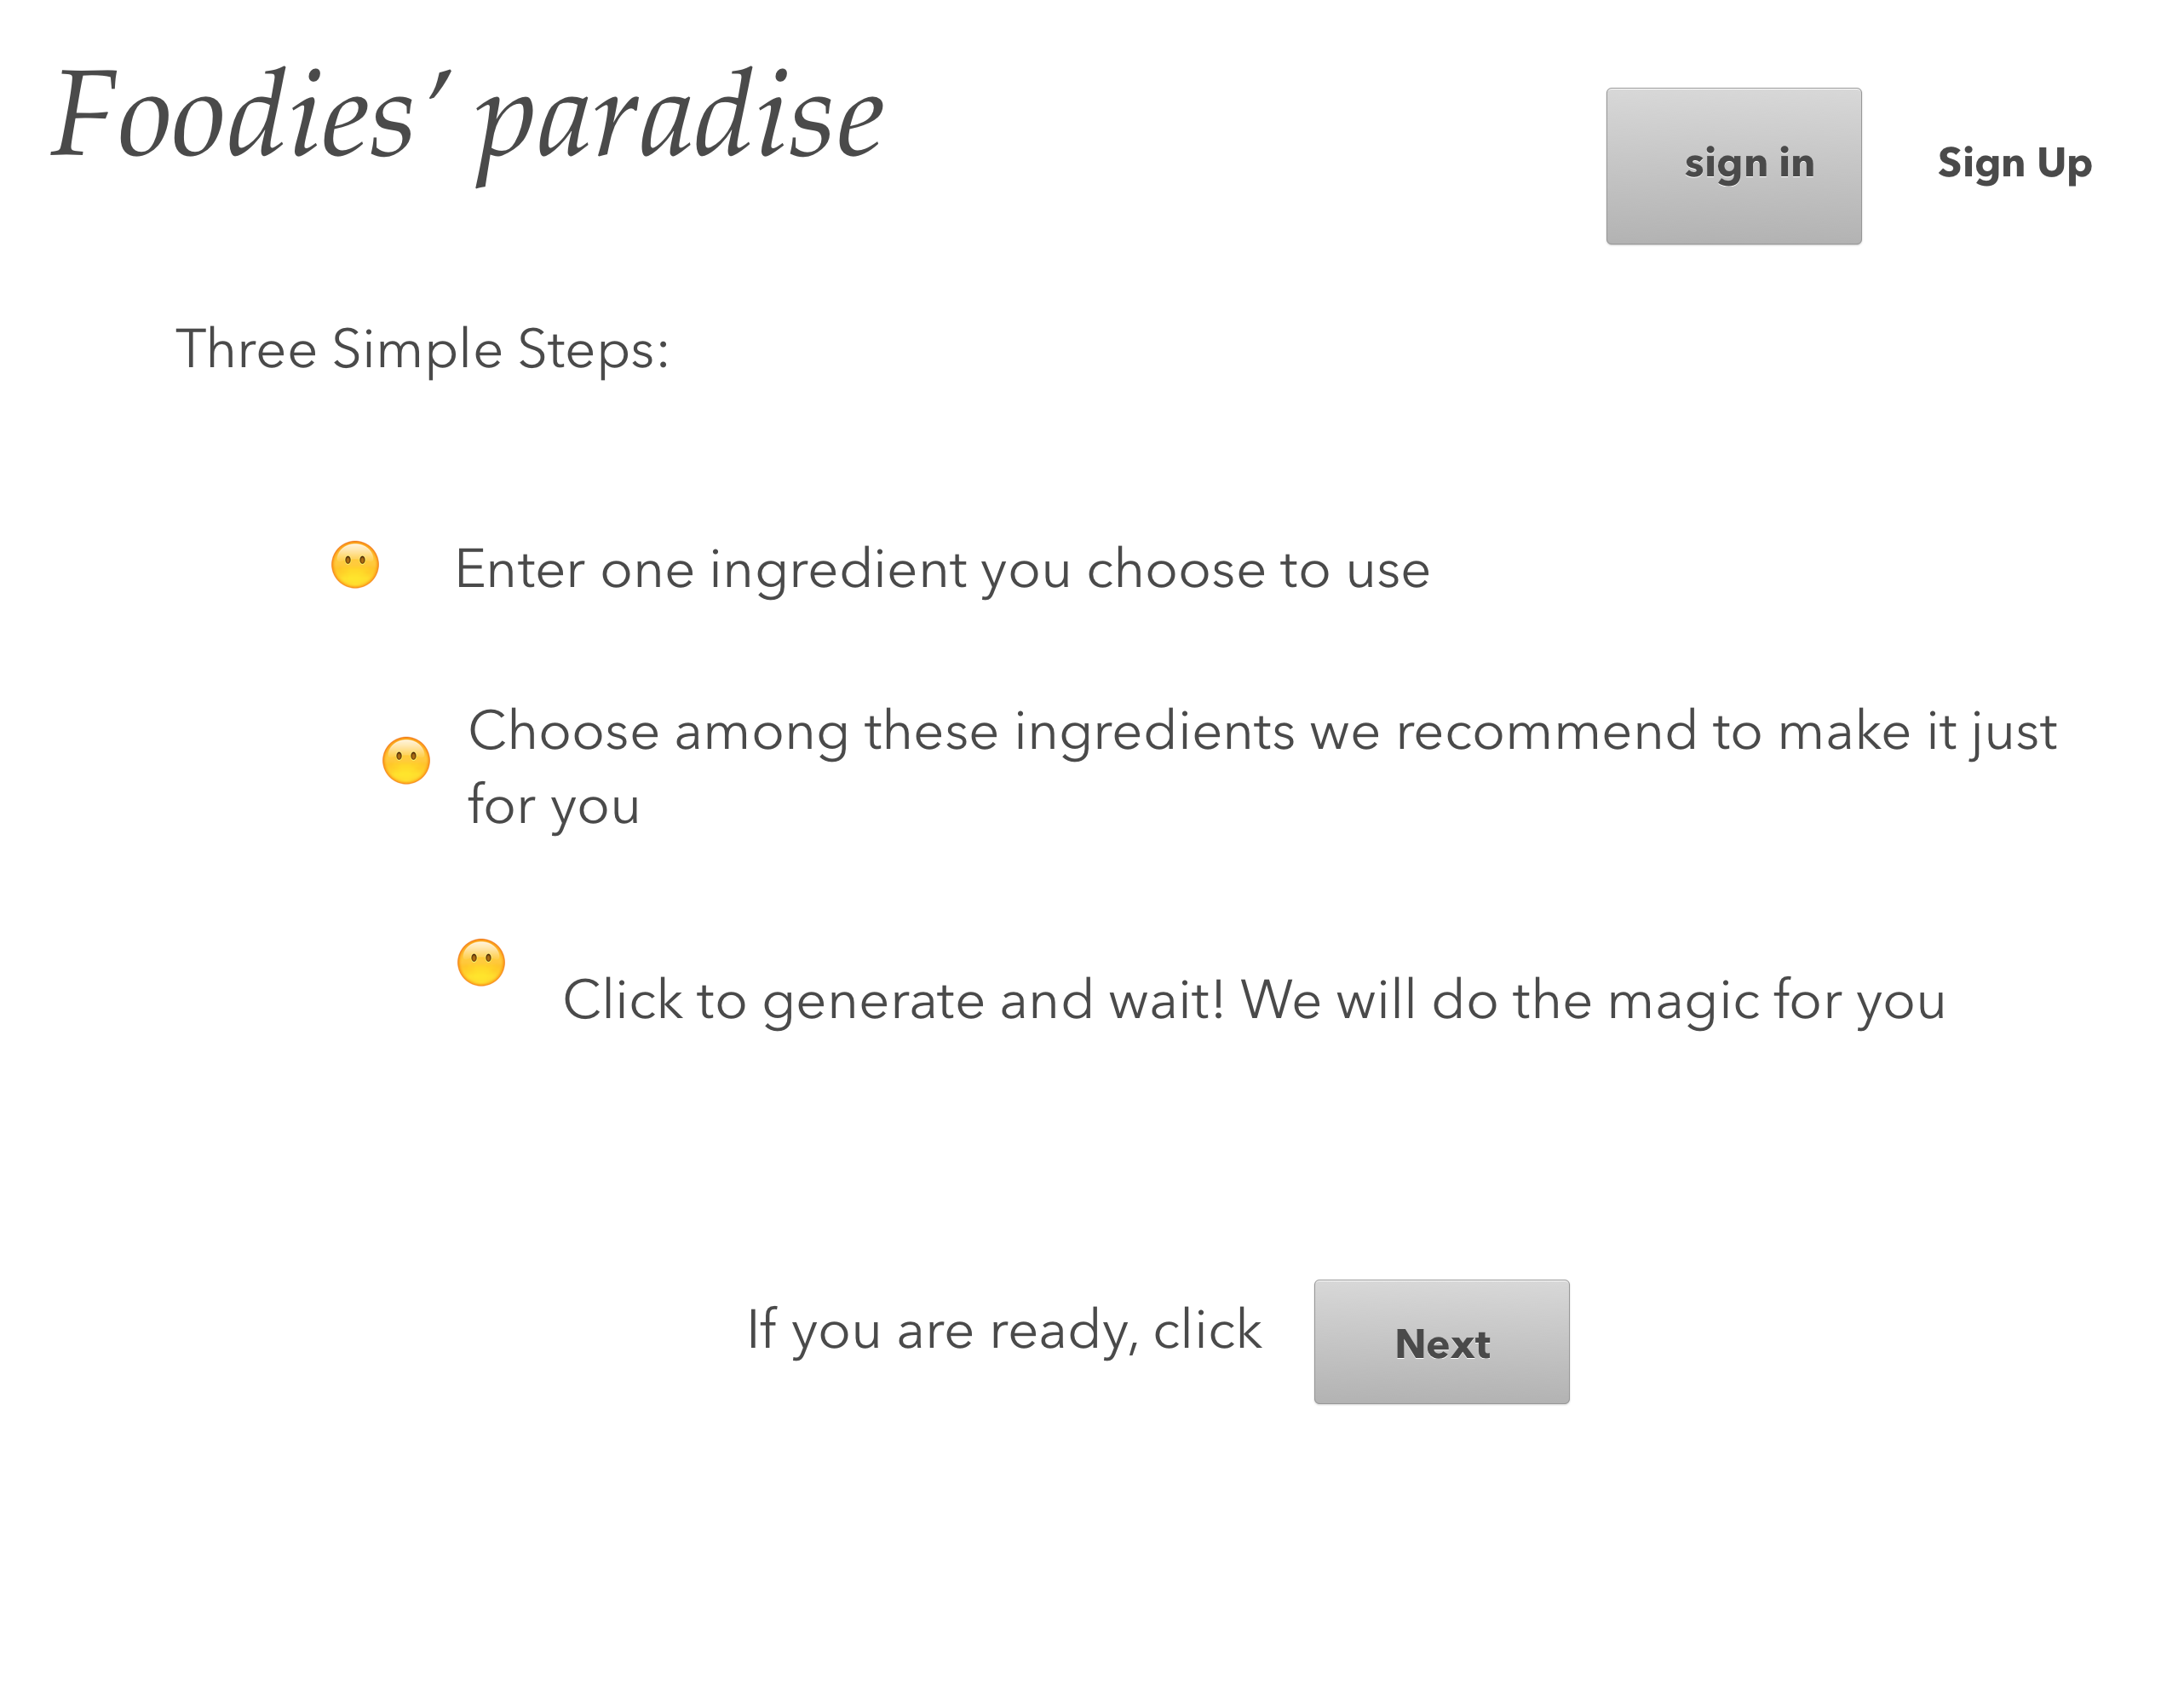 Foodies’ paradise
sign in
Sign Up
Three Simple Steps:
Enter one ingredient you choose to use
Choose among these ingredients we recommend to make it just
for you
Click to generate and wait! We will do the magic for you
If you are ready, click
Next